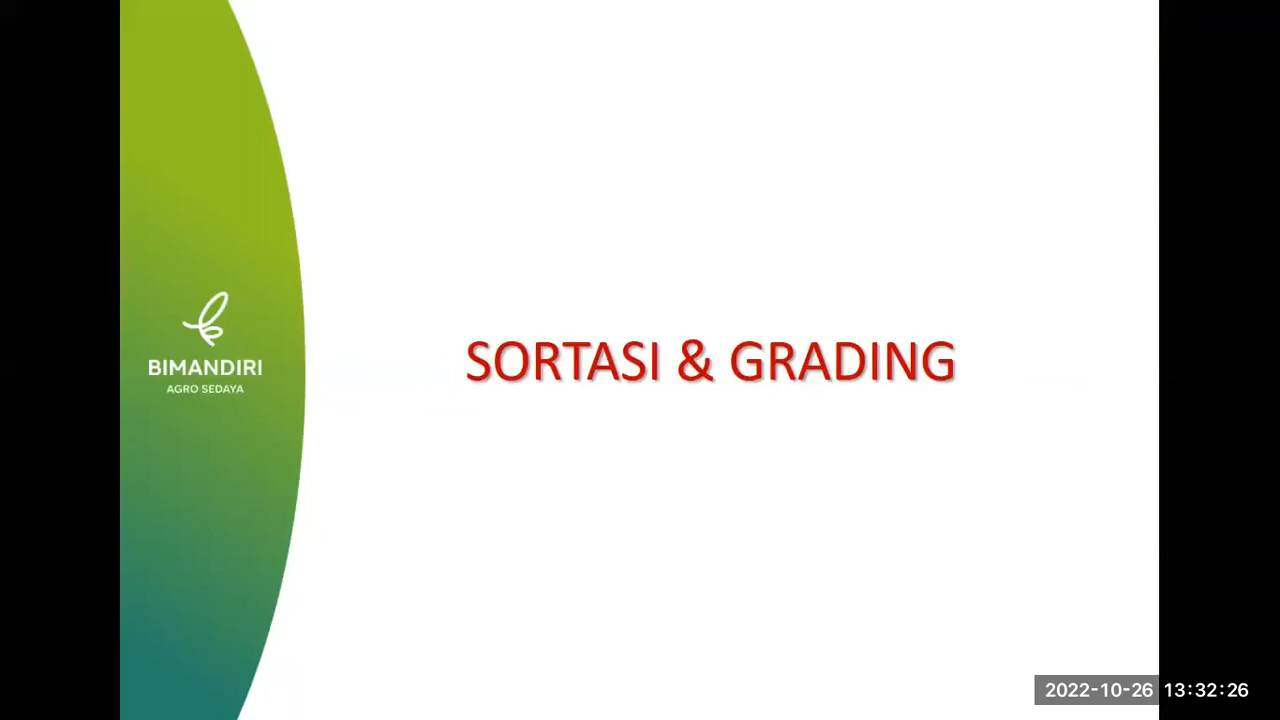 BIMANDIRI
AGRO SEDAYA
SORTASI & GRADING
2022-10-26 13:32:26